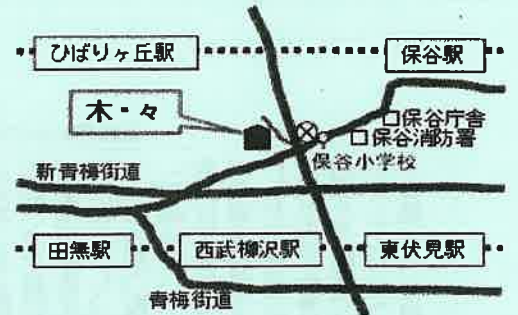 ひばりヶ丘駅
保谷駅
木・々
保谷庁舎
保谷消防署
保谷小学校
新青梅街道
田無駅
西武柳沢駅
東伏見駅
青梅街道